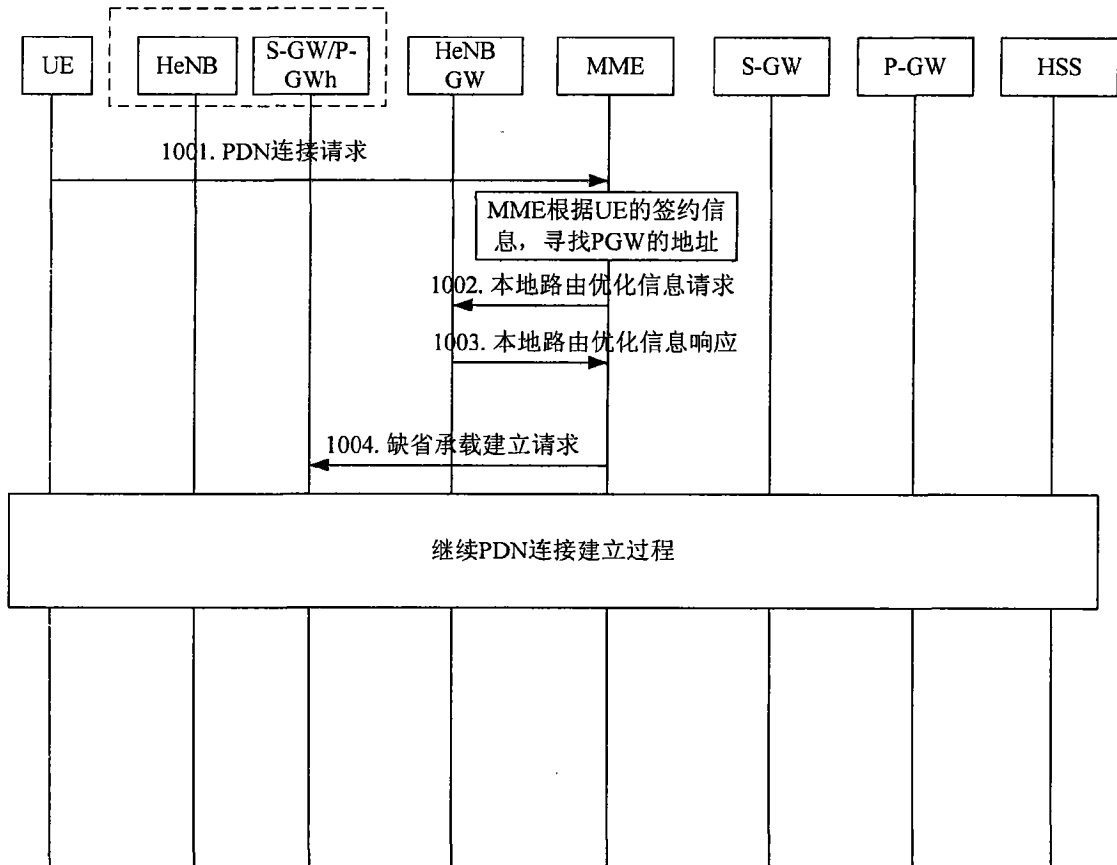 UE
HeNB
S-GW/P-
GWh
HeNB
GW
MME
S-GW
P-GW
HSS
1001. PDN连接请求
MME根据UE的签约信
息，寻找PGW的地址
1002. 本地路由优化信息请求
1003. 本地路由优化信息响应
1004. 缺省承载建立请求
继续PDN连接建立过程